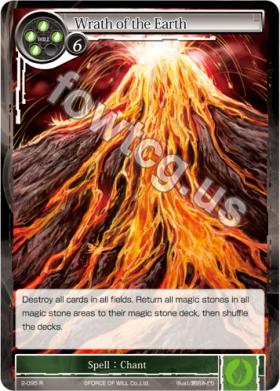 Wrath of the Earth
WILL
6
fowtcg.us
Destroy all cards in all fields. Return all magic stones in all
magic stone areas to their magic stone deck, then shuffle
the decks.
Spell : Chant
2-095 R
©FORCE OF WILL Co.,Ltd.